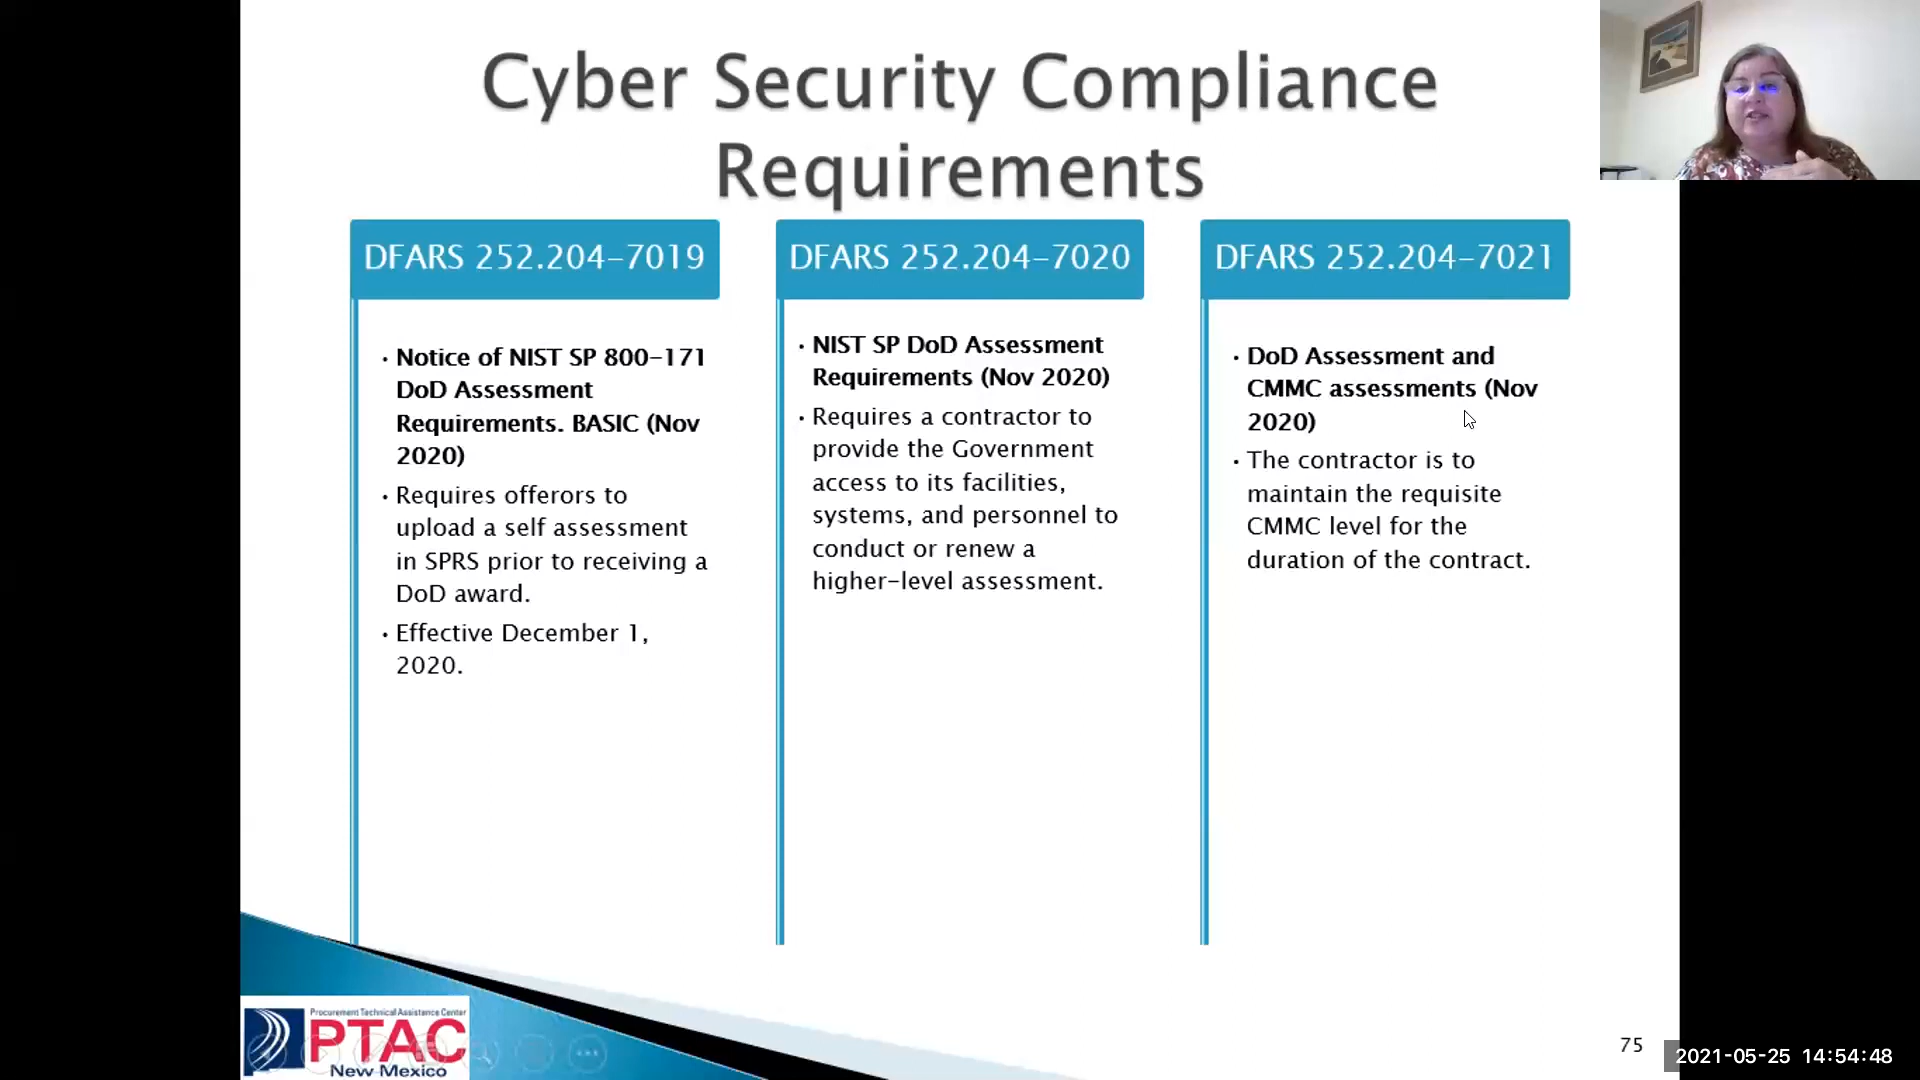 Cyber Security Compliance
Requirements
DFARS 252.204-7019
• Notice of NIST SP 800-171
DoD Assessment
Requirements. BASIC (Nov
2020)
• Requires offerors to
upload a self assessment
in SPRS prior to receiving a
DoD award.
• Effective December 1,
2020.
DFARS 252.204-7020
• NIST SP DoD Assessment
Requirements (Nov 2020)
• Requires a contractor to
provide the Government
access to its facilities,
systems, and personnel to
conduct or renew a
higher-level assessment.
DFARS 252.204-7021
• DoD Assessment and
CMMC assessments (Nov
2020)
• The contractor is to
maintain the requisite
CMMC level for the
duration of the contract.
Procurement Technical Assistance Center
PTAC
New Mexico
75
2021-05-25 14:54:48